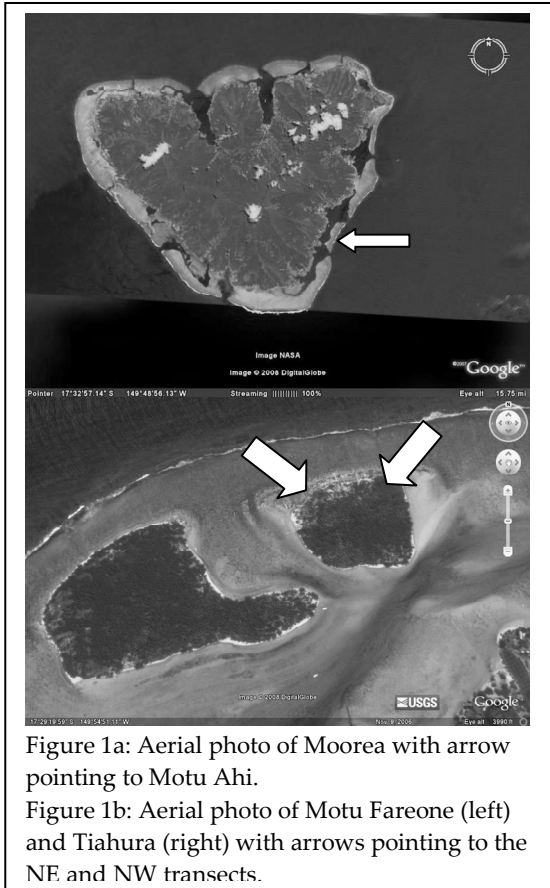 N
Image NASA
Image © 2008 DigitalGlobe
©2007 Google™
Pointer 17°32'57.14" S 149°48'56.13" W Streaming |||||||||| 100% Eye alt 15.75 mi
N
Image © 2008 DigitalGlobe
USGS
Google™
17°29'19.59" S 149°54'51.11" W Nov 9, 2006 Eye alt 3990 ft
Figure 1a: Aerial photo of Moorea with arrow
pointing to Motu Ahi.
Figure 1b: Aerial photo of Motu Fareone (left)
and Tiahura (right) with arrows pointing to the
NE and NW transects.